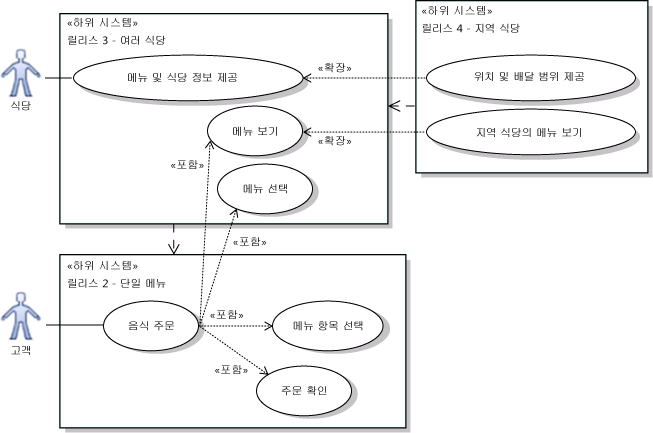 «하위 시스템»
릴리스 3 - 여러 식당
메뉴 및 식당 정보 제공
메뉴 보기
메뉴 선택
«하위 시스템»
릴리스 4 - 지역 식당
위치 및 배달 범위 제공
지역 식당의 메뉴 보기
«확장»
«확장»
식당
«포함»
«포함»
«하위 시스템»
릴리스 2 - 단일 메뉴
음식 주문
«포함»
메뉴 항목 선택
«포함»
주문 확인
고객